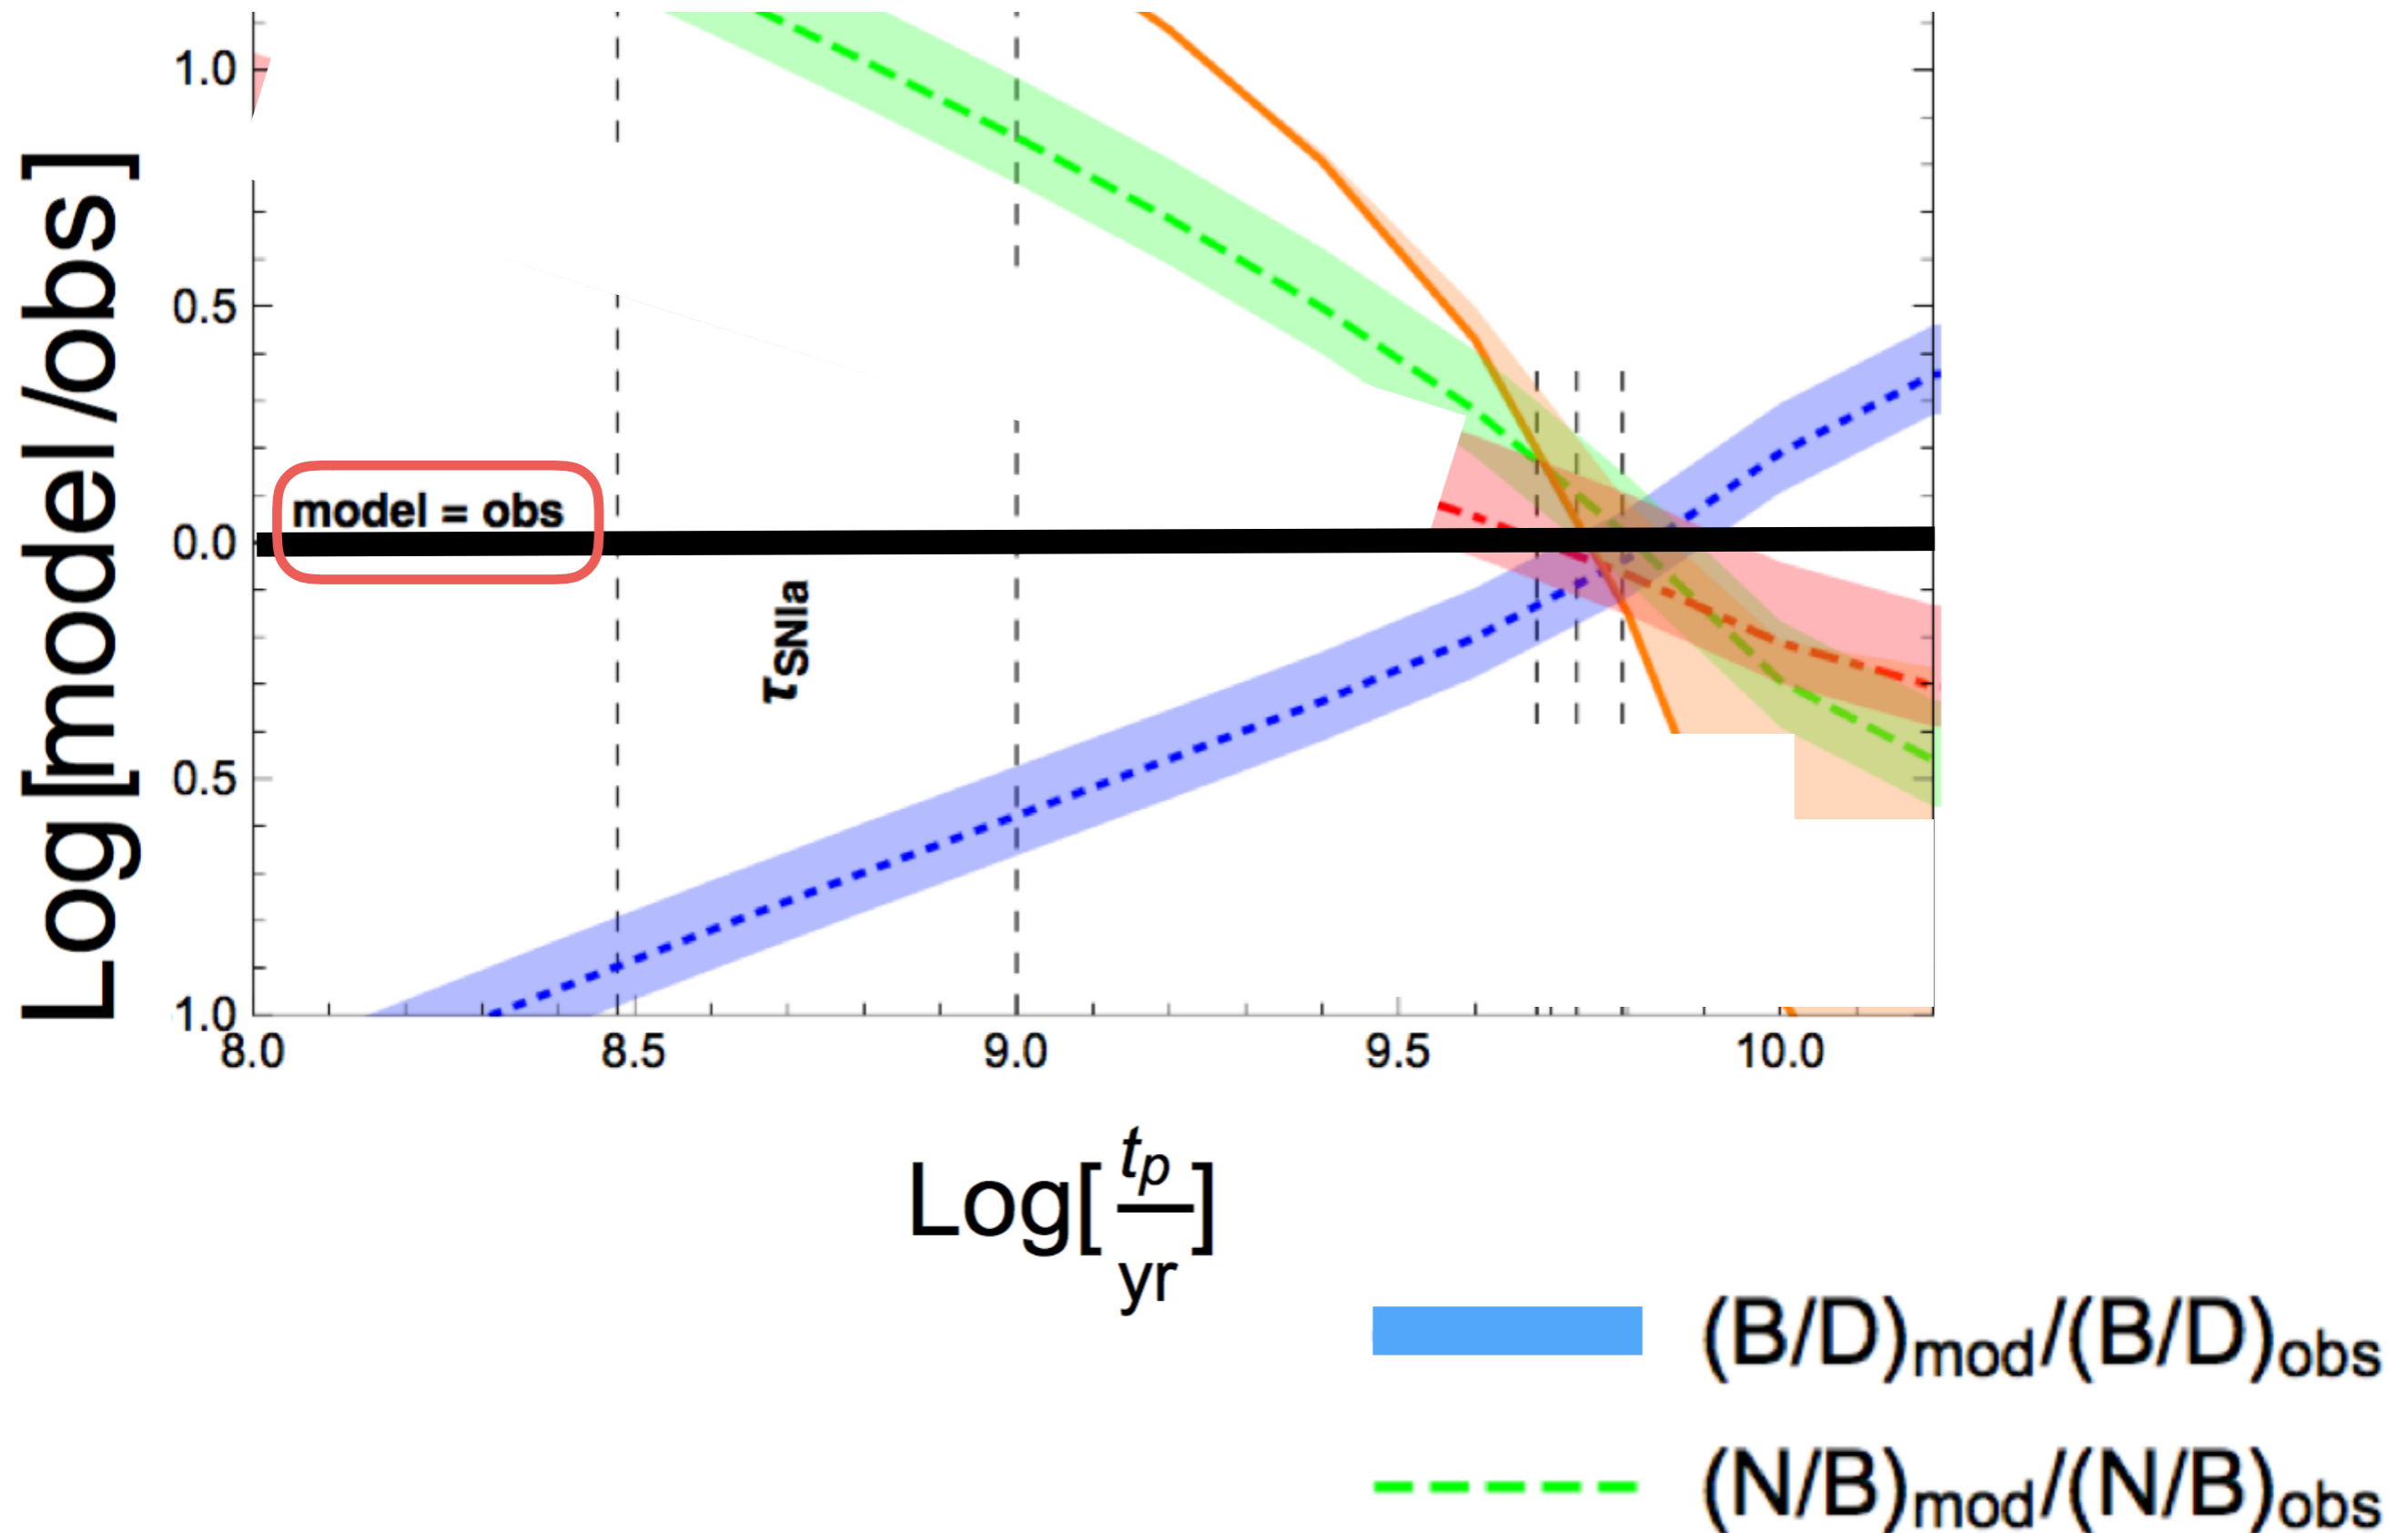 Log[model/obs]
1.0
0.5
0.0
0.5
1.0
model = obs
τSNIa
8.0 8.5 9.0 9.5 10.0
Log[tp/yr]
(B/D)mod/(B/D)obs
(N/B)mod/(N/B)obs